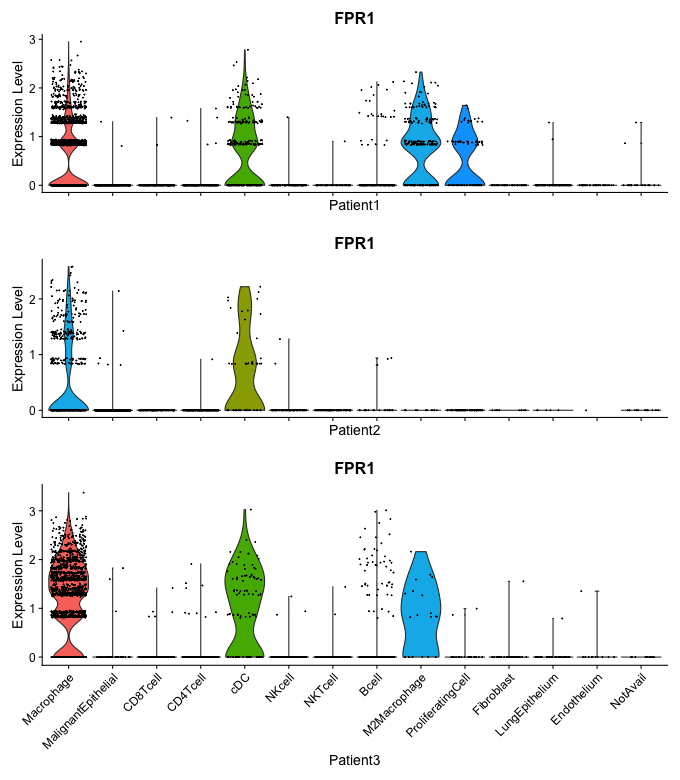 FPR1
Expression Level
3
2
1
0
Patient1
FPR1
Expression Level
2
1
0
Patient2
FPR1
Expression Level
3
2
1
0
Macrophage
MalignantEpithelial
CD8Tcell
CD4Tcell
cDC
NKcell
NKTcell
Bcell
M2Macrophage
ProliferatingCell
Fibroblast
LungEpithelium
Endothelium
NotAvail
Patient3